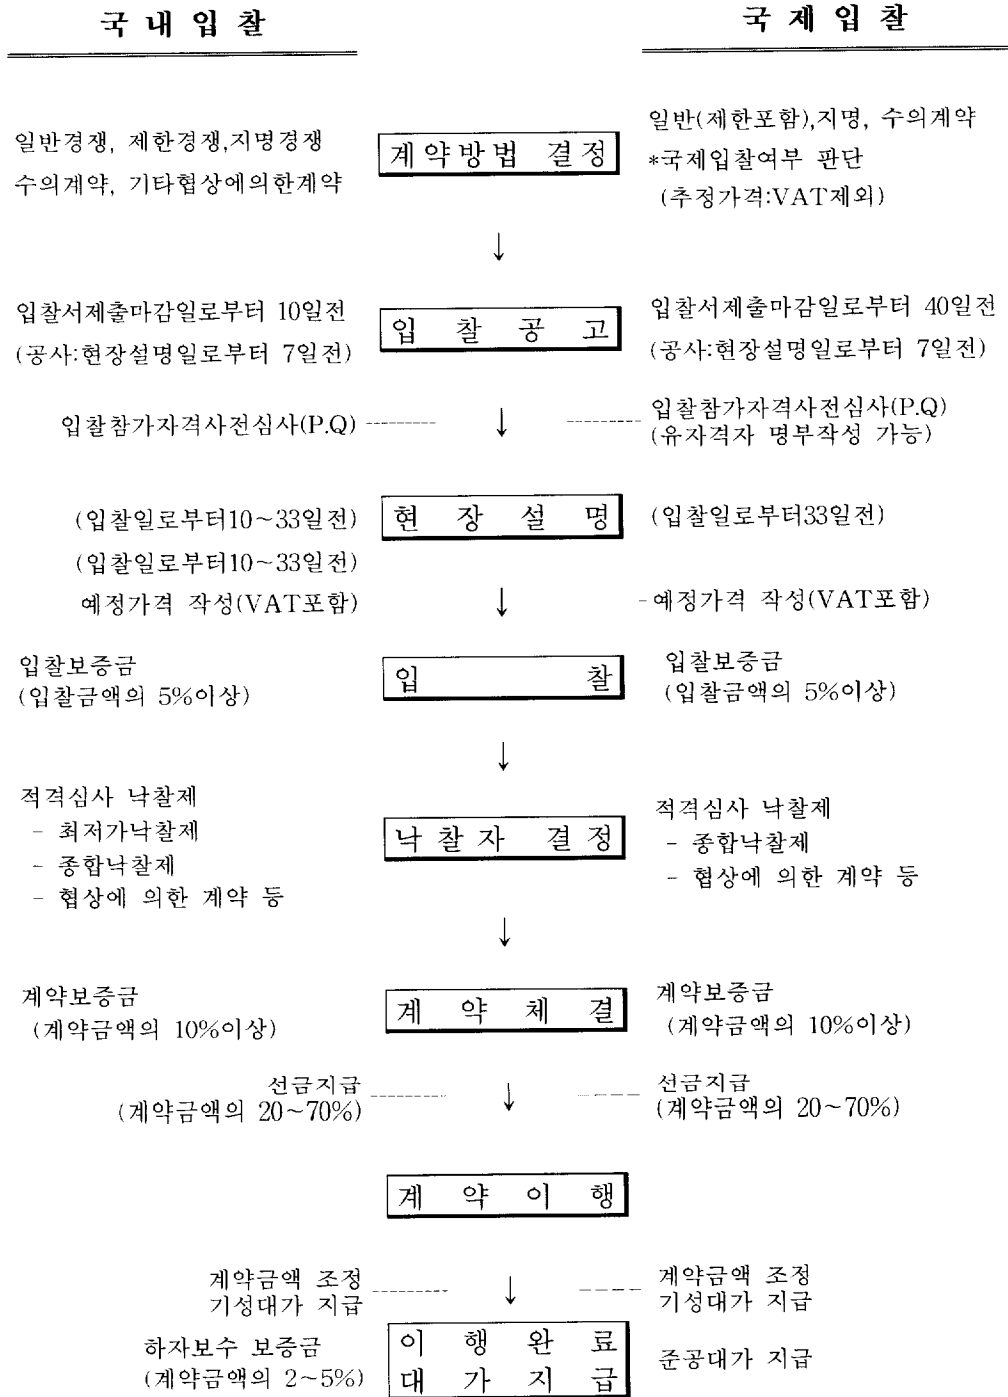 국 내 입 찰
국 제 입 찰
일반경쟁, 제한경쟁,지명경쟁
수의계약, 기타협상에의한계약
계약방법 결정
일반(제한포함),지명, 수의계약
*국제입찰여부 판단
(추정가격:VAT제외)
↓
입찰서제출마감일로부터 10일전
(공사:현장설명일로부터 7일전)
입 찰 공 고
입찰서제출마감일로부터 40일전
(공사:현장설명일로부터 7일전)
입찰참가자격사전심사(P.Q)
↓
입찰참가자격사전심사(P.Q)
(유자격자 명부작성 가능)
(입찰일로부터10~33일전)
(입찰일로부터10~33일전)
현 장 설 명
(입찰일로부터33일전)
예정가격 작성(VAT포함)
↓
-예정가격 작성(VAT포함)
입찰보증금
(입찰금액의 5%이상)
입 찰
입찰보증금
(입찰금액의 5%이상)
↓
적격심사 낙찰제
- 최저가낙찰제
- 종합낙찰제
- 협상에 의한 계약 등
낙찰자 결정
적격심사 낙찰제
- 종합낙찰제
- 협상에 의한 계약 등
↓
계약보증금
(계약금액의 10%이상)
계 약 체 결
계약보증금
(계약금액의 10%이상)
선금지급
(계약금액의 20~70%)
↓
선금지급
(계약금액의 20~70%)
계 약 이 행
계약금액 조정
기성대가 지급
↓
계약금액 조정
기성대가 지급
하자보수 보증금
(계약금액의 2~5%)
이 행 완 료
대 가 지 급
준공대가 지급